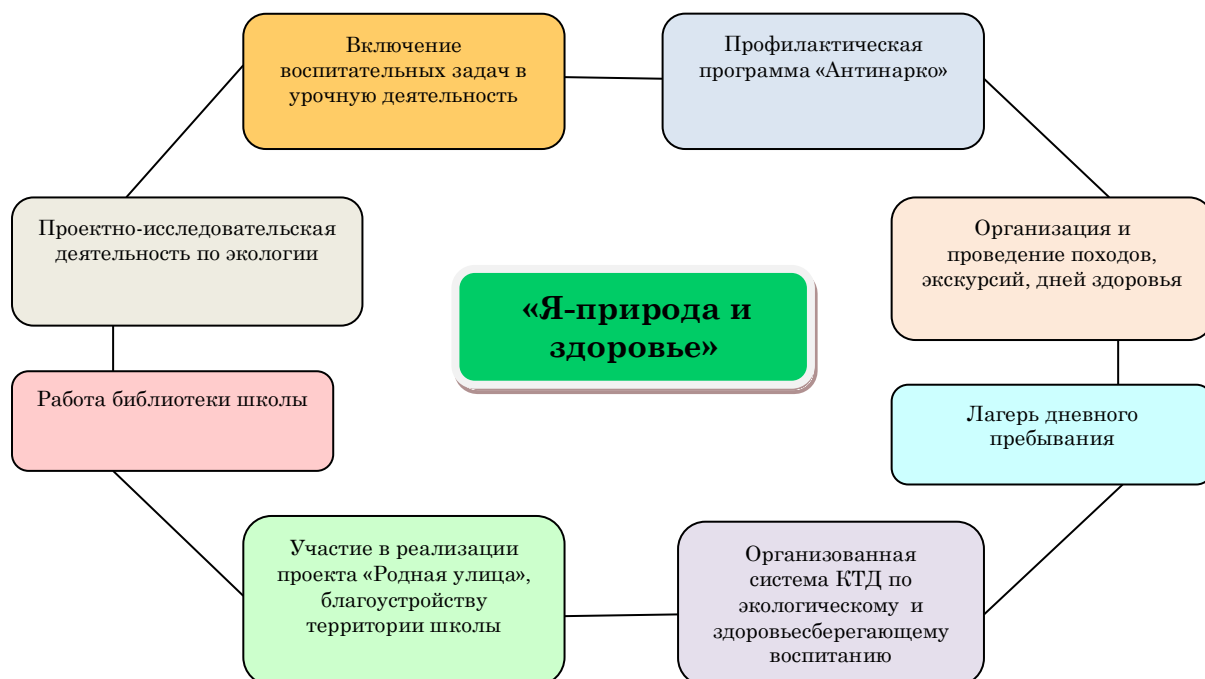 Включение
воспитательных задач в
урочную деятельность
Профилактическая
программа «Антинарко»
Проектно-исследовательская
деятельность по экологии
Организация и
проведение походов,
экскурсий, дней здоровья
«Я-природа и
здоровье»
Работа библиотеки школы
Лагерь дневного
пребывания
Участие в реализации
проекта «Родная улица»,
благоустройству
территории школы
Организованная
система КТД по
экологическому и
здоровьесберегающему
воспитанию